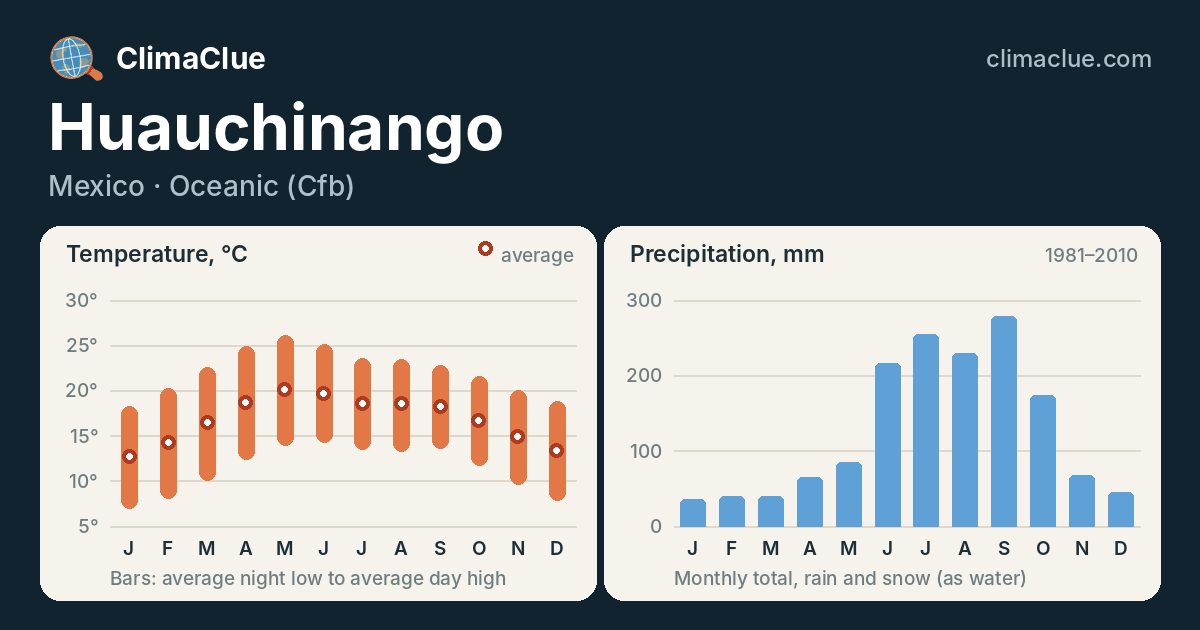 ClimaClue
climaclue.com
Huauchinango
Mexico · Oceanic (Cfb)
Temperature, °C
average
30°
25°
20°
15°
10°
5°
J F M A M J J A S O N D
Bars: average night low to average day high
Precipitation, mm
1981–2010
300
200
100
0
J F M A M J J A S O N D
Monthly total, rain and snow (as water)